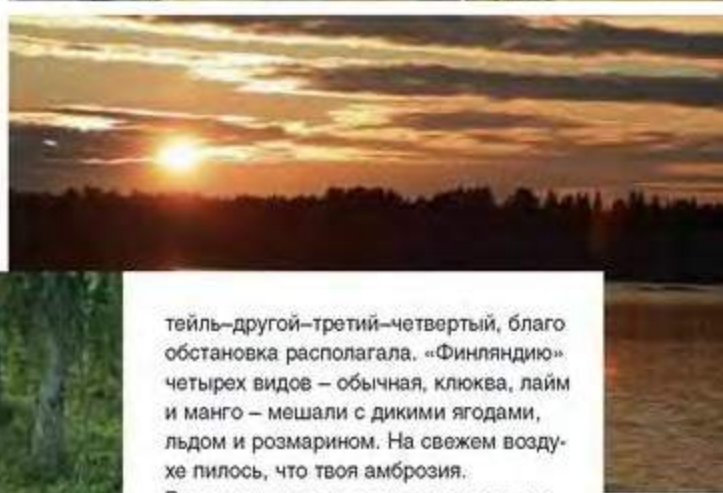 тейль–другой–третий–четвертый, благо
обстановка располагала. «Финляндию»
четырех видов – обычная, клюква, лайм
и манго – мешали с дикими ягодами,
льдом и розмарином. На свежем возду-
хе пилось, что твоя амброзия.